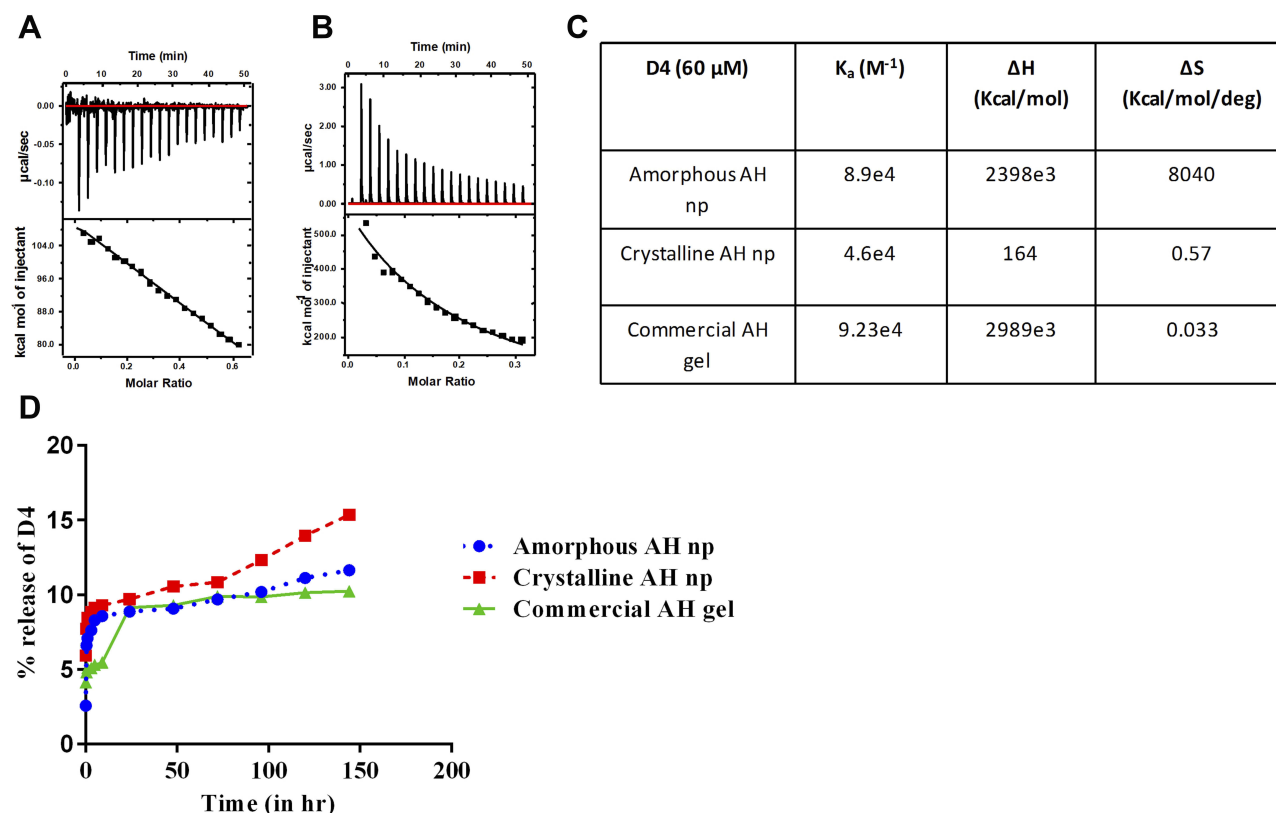 A
Time (min)
0 10 20 30 40 50
0.00
-0.05
-0.10
µcal/sec
104.0
96.0
88.0
80.0
kcal mol of injectant
0.0 0.2 0.4 0.6
Molar Ratio
B
Time (min)
0 10 20 30 40 50
3.00
2.00
1.00
0.00
µcal/sec
500.0
400.0
300.0
200.0
kcal mol⁻¹ of injectant
0.0 0.1 0.2 0.3
Molar Ratio
C
D4 (60 µM) Kₐ (M⁻¹) ΔH (Kcal/mol) ΔS (Kcal/mol/deg)
Amorphous AH np 8.9e4 2398e3 8040
Crystalline AH np 4.6e4 164 0.57
Commercial AH gel 9.23e4 2989e3 0.033
D
20
15
10
5
0
% release of D4
0 50 100 150 200
Time (in hr)
Amorphous AH np
Crystalline AH np
Commercial AH gel